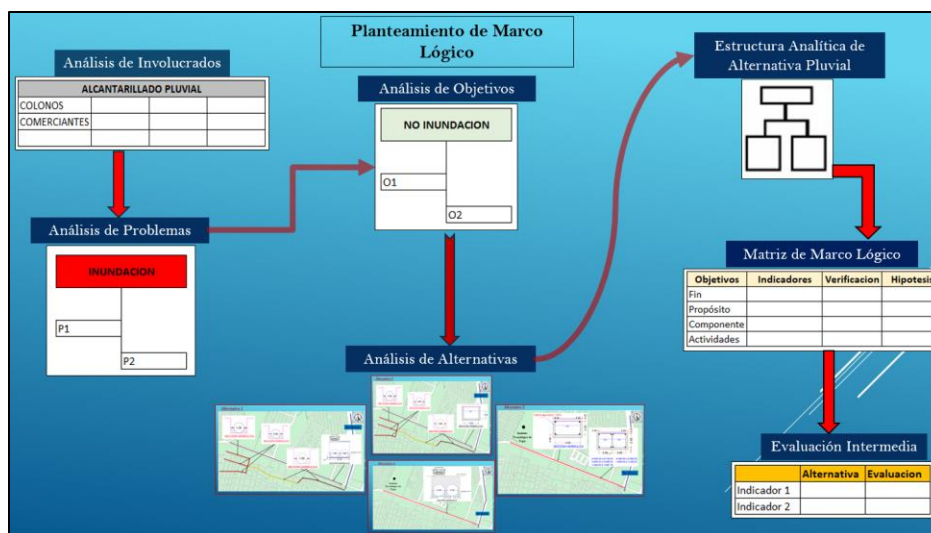 Planteamiento de Marco
Lógico
Análisis de Involucrados
ALCANTARILLADO PLUVIAL
COLONOS
COMERCIANTES
Análisis de Problemas
INUNDACION
P1
P2
Análisis de Objetivos
NO INUNDACION
O1
O2
Análisis de Alternativas
Estructura Analítica de
Alternativa Pluvial
Matriz de Marco Lógico
Objetivos Indicadores Verificacion Hipotesis
Fin
Propósito
Componente
Actividades
Evaluación Intermedia
Alternativa Evaluacion
Indicador 1
Indicador 2